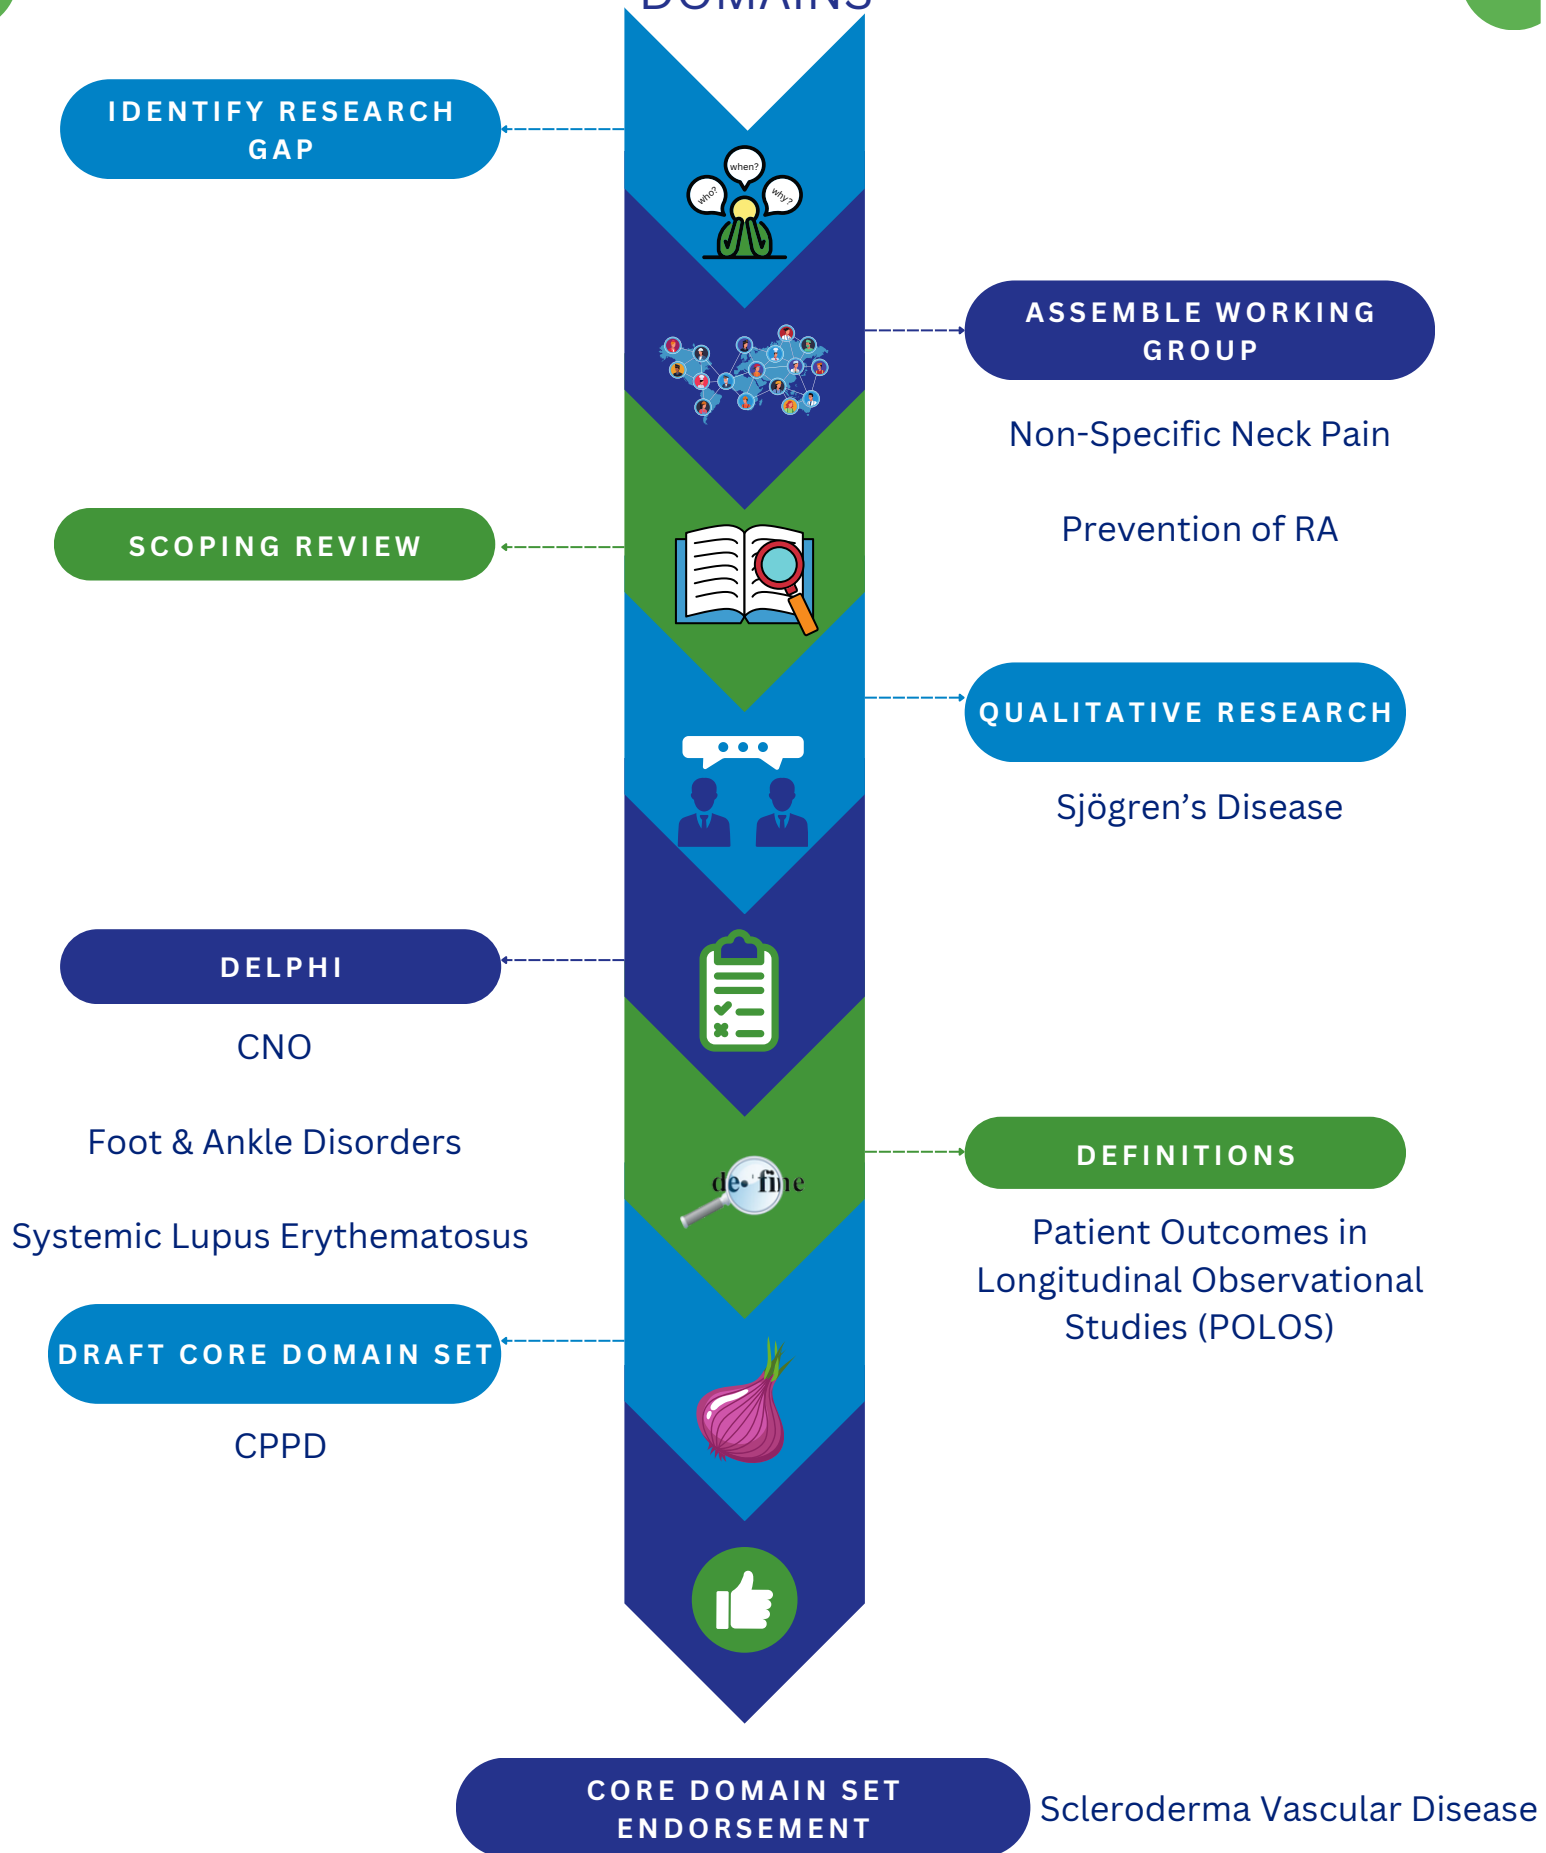 DOMAINS
IDENTIFY RESEARCH
GAP
when?
who?
why?
ASSEMBLE WORKING
GROUP
Non-Specific Neck Pain
Prevention of RA
SCOPING REVIEW
QUALITATIVE RESEARCH
Sjögren’s Disease
DELPHI
CNO
Foot & Ankle Disorders
Systemic Lupus Erythematosus
de•'fine
DEFINITIONS
Patient Outcomes in
Longitudinal Observational
Studies (POLOS)
DRAFT CORE DOMAIN SET
CPPD
CORE DOMAIN SET
ENDORSEMENT
Scleroderma Vascular Disease